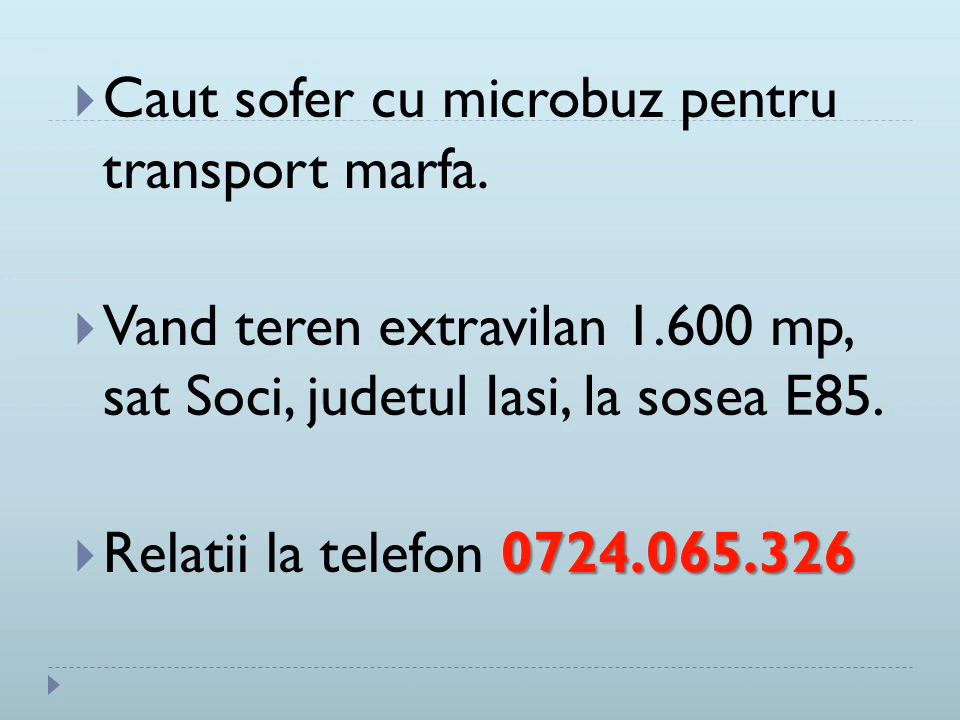 Caut sofer cu microbuz pentru
transport marfa.
Vand teren extravilan 1.600 mp,
sat Soci, judetul Iasi, la sosea E85.
Relatii la telefon 0724.065.326